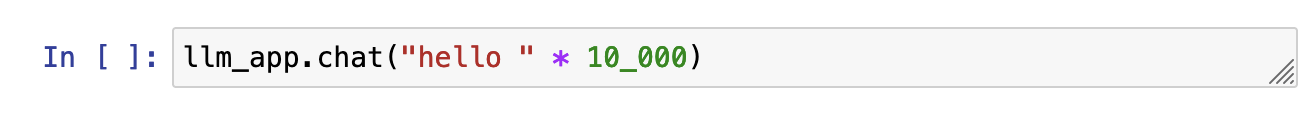 In [ ]: llm_app.chat("hello " * 10_000)